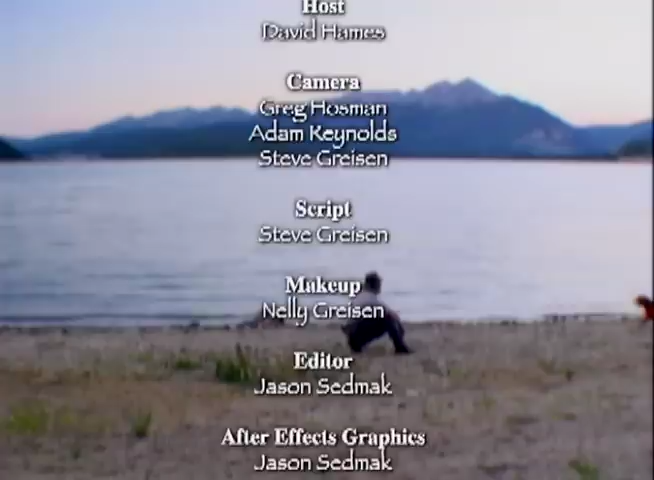 Host
David Hames
Camera
Greg Hosman
Adam Reynolds
Steve Greisen
Script
Steve Greisen
Makeup
Nelly Greisen
Editor
Jason Sedmak
After Effects Graphics
Jason Sedmak